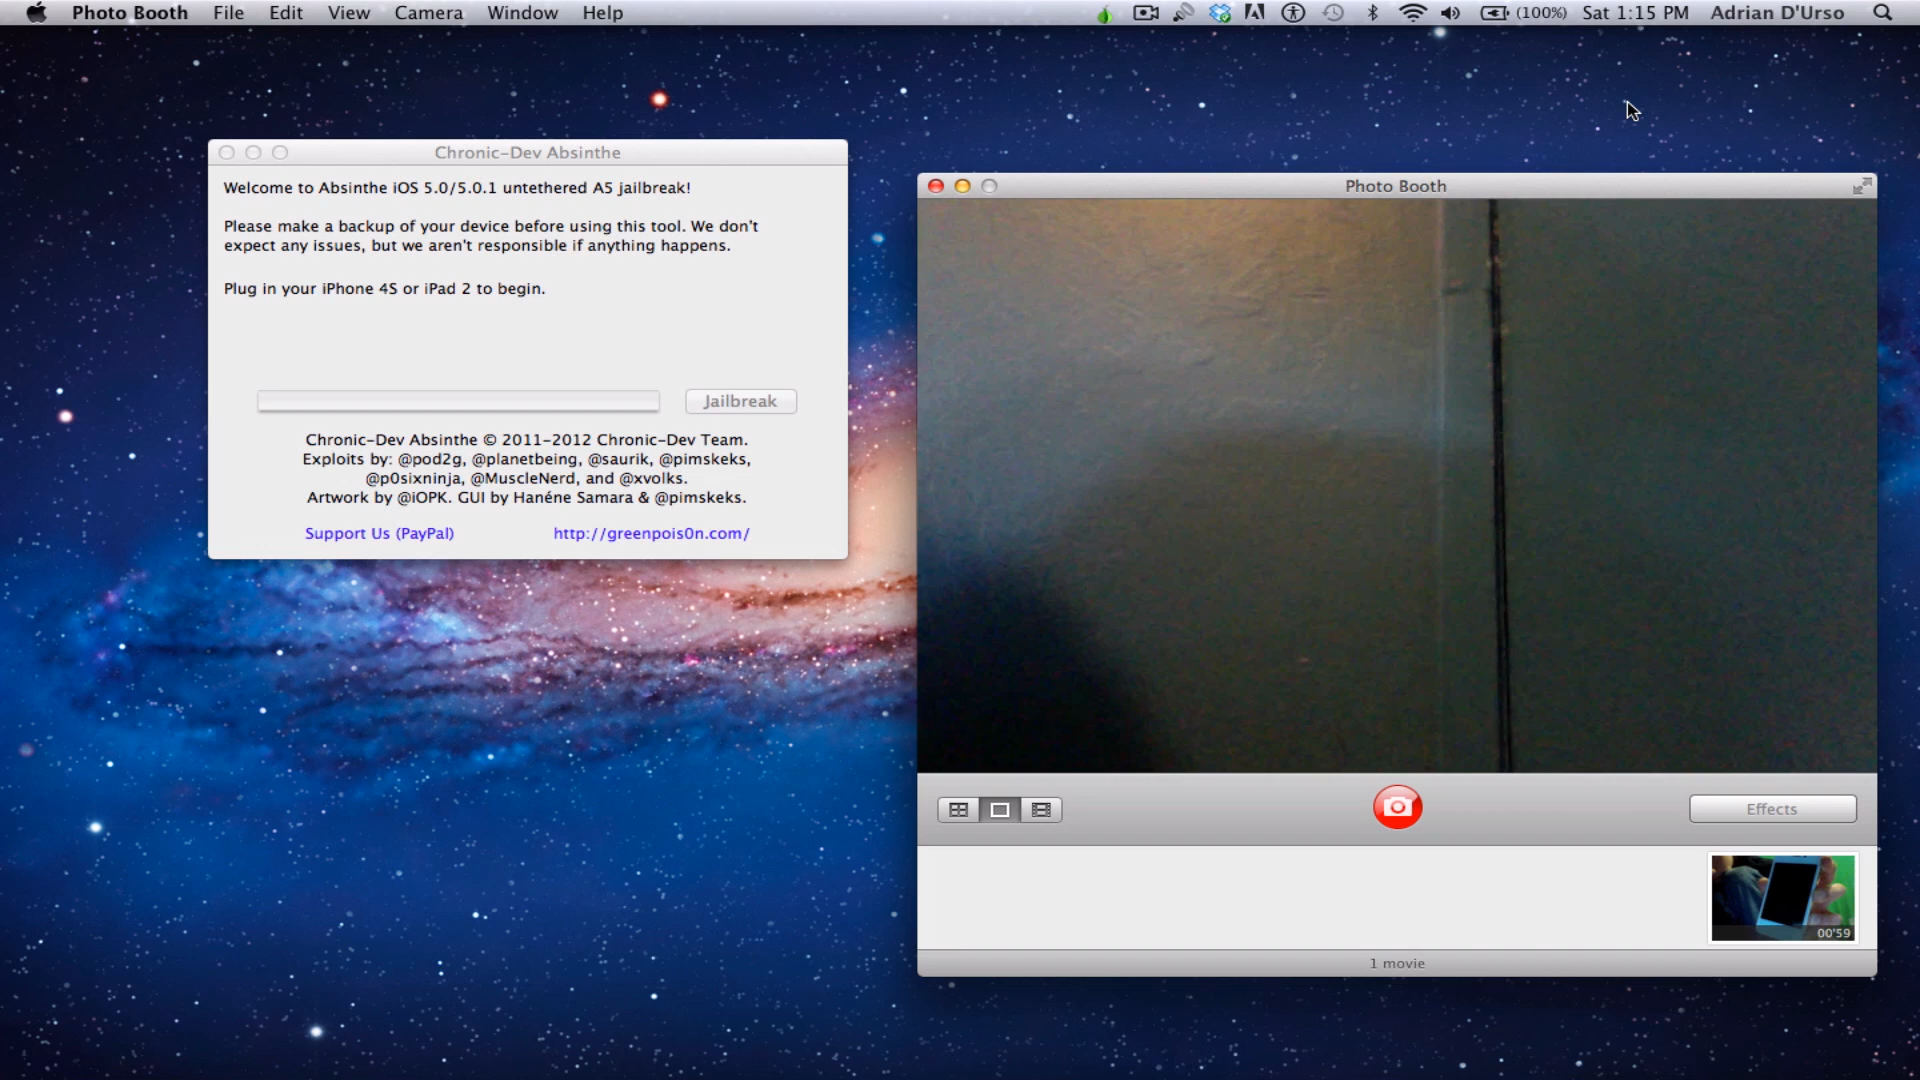 Photo Booth File Edit View Camera Window Help
(100%) Sat 1:15 PM Adrian D'Urso
Chronic-Dev Absinthe
Welcome to Absinthe iOS 5.0/5.0.1 untethered A5 jailbreak!
Please make a backup of your device before using this tool. We don't
expect any issues, but we aren't responsible if anything happens.
Plug in your iPhone 4S or iPad 2 to begin.
Jailbreak
Chronic-Dev Absinthe © 2011-2012 Chronic-Dev Team.
Exploits by: @pod2g, @planetbeing, @saurik, @pimskeks,
@p0sixninja, @MuscleNerd, and @xvolks.
Artwork by @iOPK. GUI by Hanéne Samara & @pimskeks.
Support Us (PayPal) http://greenpois0n.com/
Photo Booth
Effects
00'59
1 movie